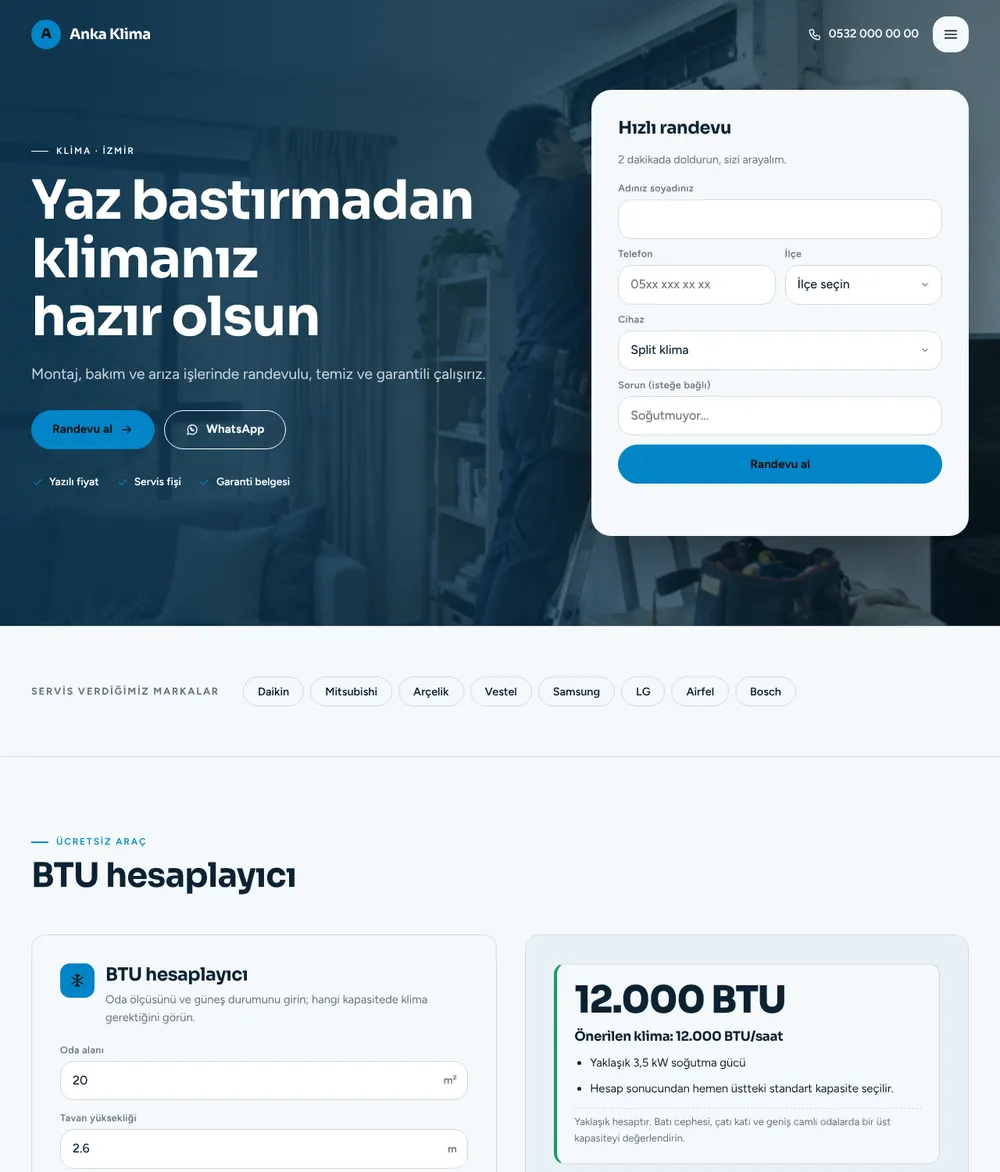 A Anka Klima
0532 000 00 00
KLİMA · İZMİR
Yaz bastırmadan
klimanız
hazır olsun
Montaj, bakım ve arıza işlerinde randevulu, temiz ve garantili çalışırız.
Randevu al →
WhatsApp
Yazılı fiyat
Servis fişi
Garanti belgesi
Hızlı randevu
2 dakikada doldurun, sizi arayalım.
Adınız soyadınız
Telefon
İlçe
05xx xxx xx xx
İlçe seçin
Cihaz
Split klima
Sorun (isteğe bağlı)
Soğutmuyor...
Randevu al
SERVİS VERDİĞİMİZ MARKALAR
Daikin
Mitsubishi
Arçelik
Vestel
Samsung
LG
Airfel
Bosch
ÜCRETSİZ ARAÇ
BTU hesaplayıcı
BTU hesaplayıcı
Oda ölçüsünü ve güneş durumunu girin; hangi kapasitede klima
gerektiğini görün.
Oda alanı
20 m²
Tavan yüksekliği
2.6 m
12.000 BTU
Önerilen klima: 12.000 BTU/saat
• Yaklaşık 3,5 kW soğutma gücü
• Hesap sonucundan hemen üstteki standart kapasite seçilir.
Yaklaşık hesaptır. Batı cephesi, çatı katı ve geniş camlı odalarda bir üst
kapasiteyi değerlendirin.